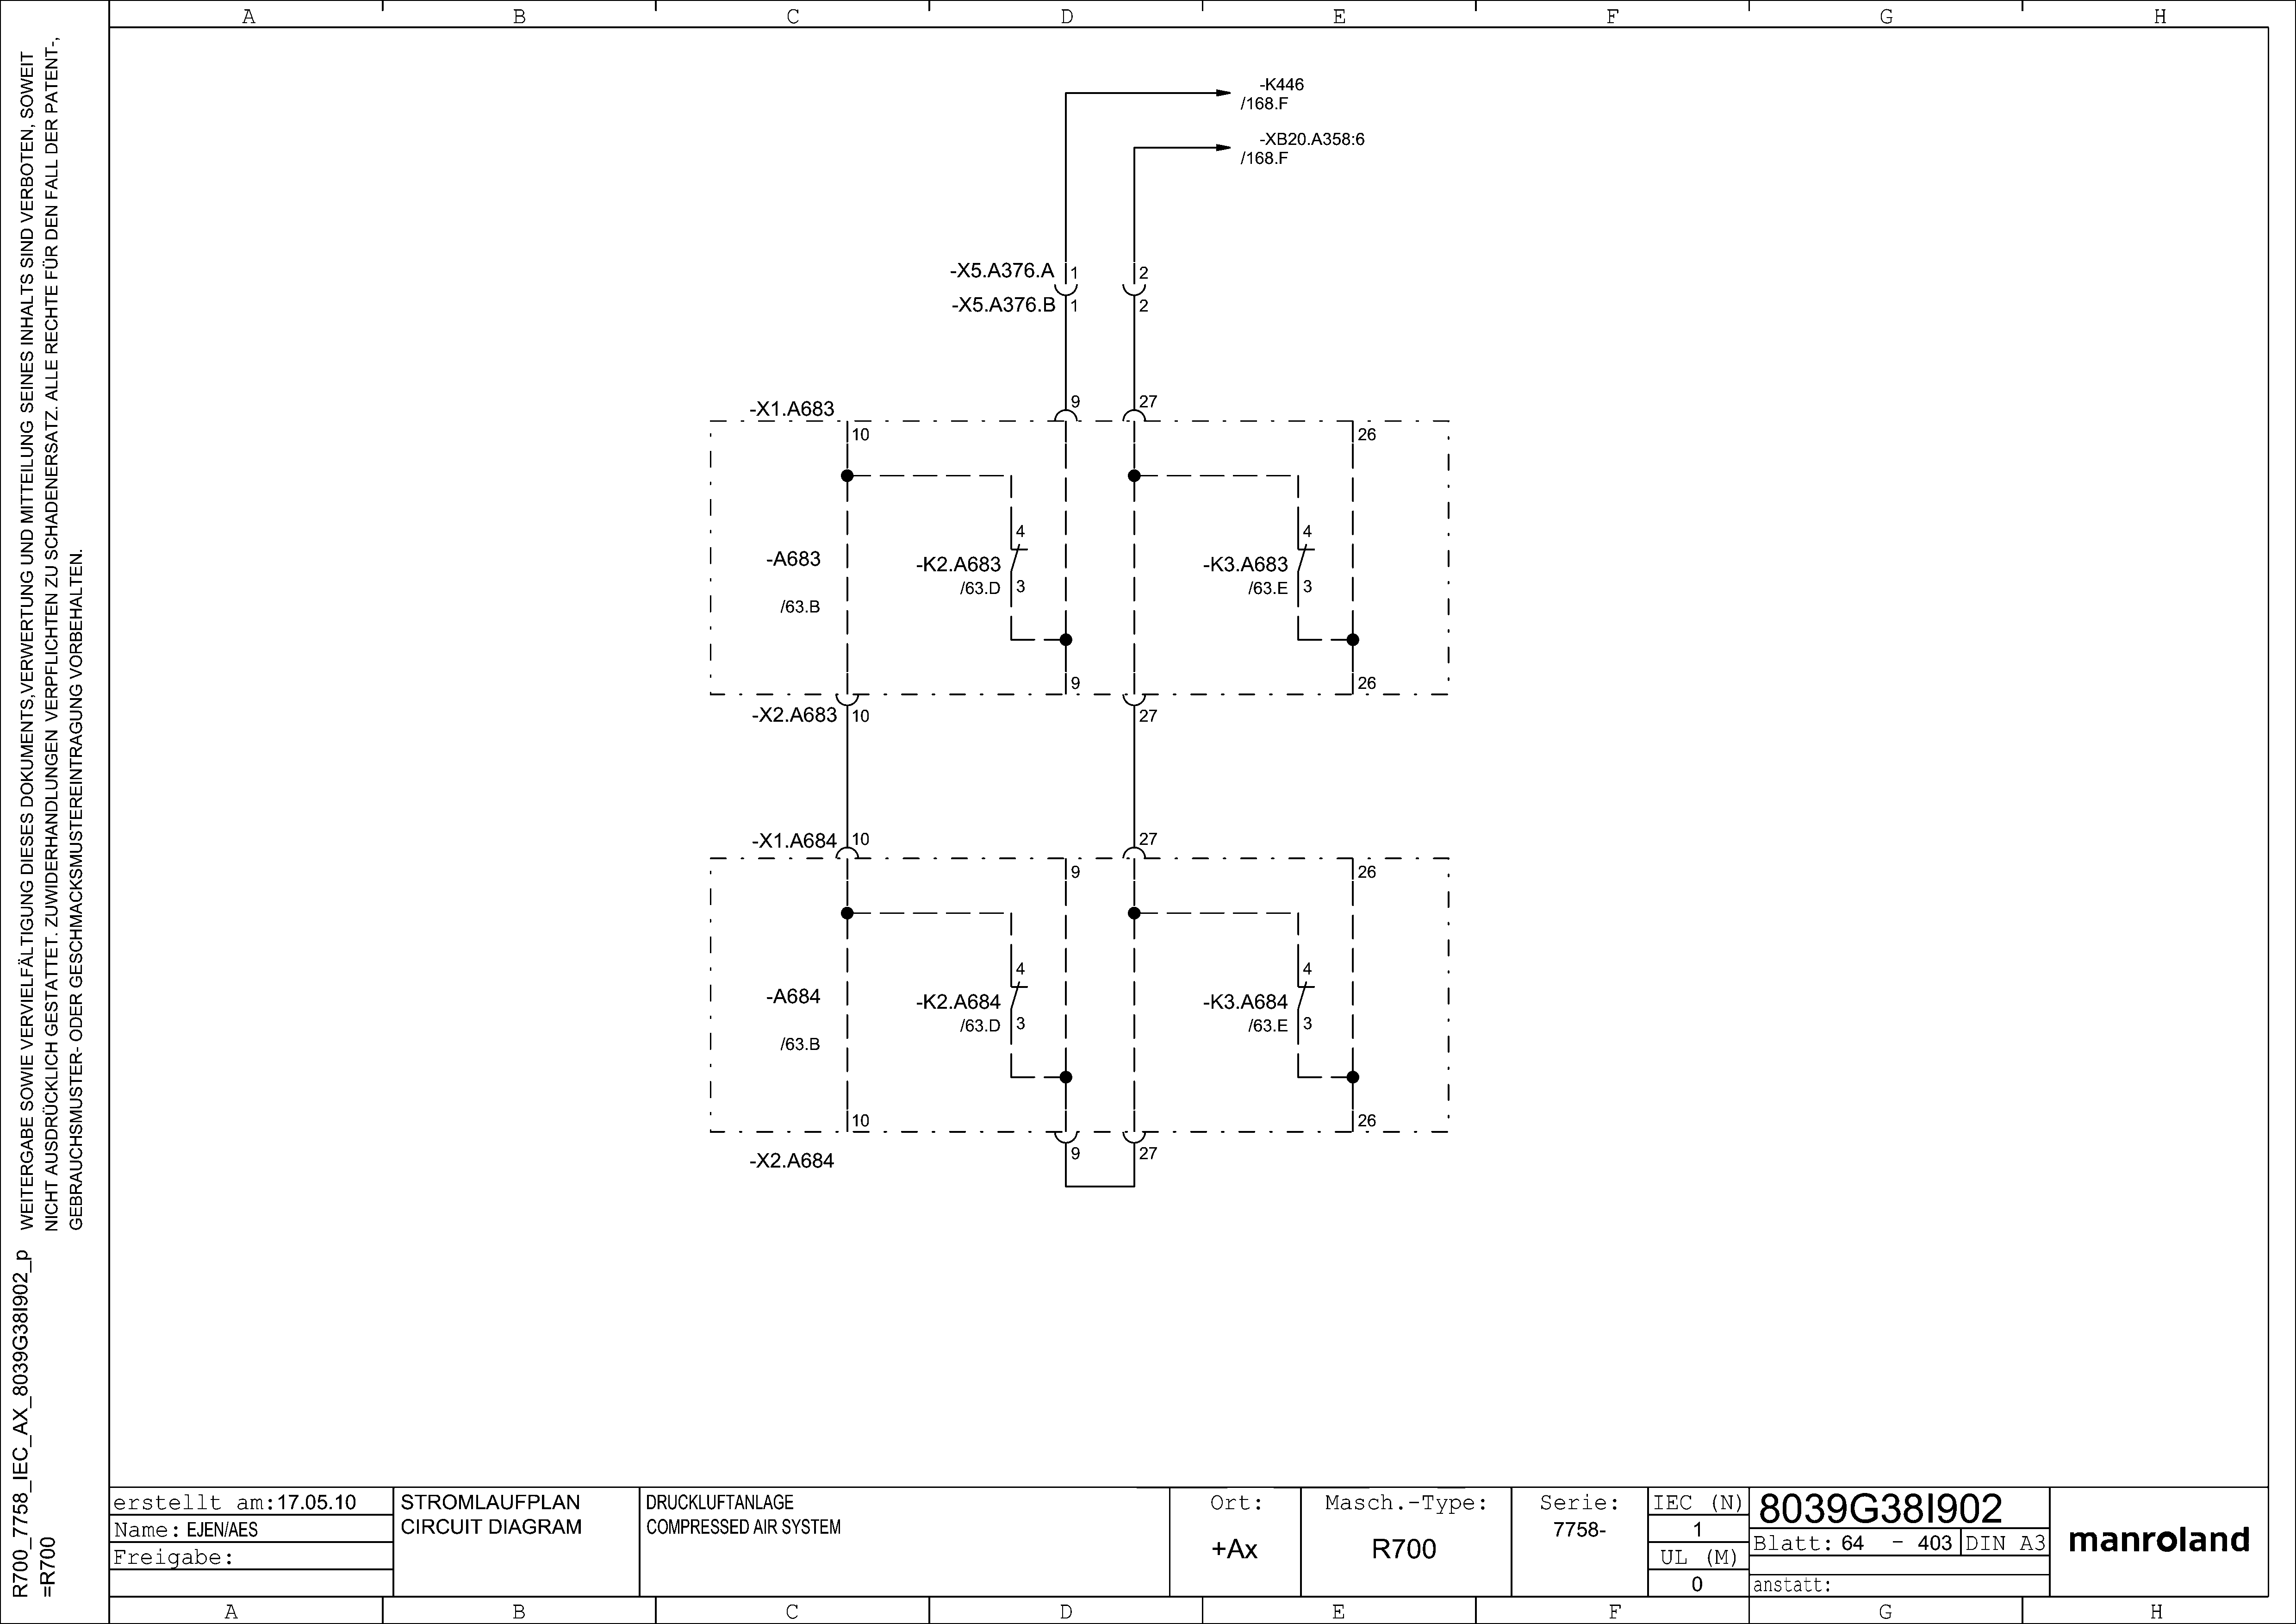 A B C D E F G H
-K446
/168.F
-XB20.A358:6
/168.F
-X5.A376.A 1 2
-X5.A376.B 1 2
9 27
-X1.A683
10 26
4 4
-A683 -K2.A683 -K3.A683
/63.D 3 /63.E 3
/63.B
9 26
-X2.A683 10 27
-X1.A684 10 27
9 26
4 4
-A684 -K2.A684 -K3.A684
/63.D 3 /63.E 3
/63.B
10 26
9 27
-X2.A684
WEITERGABE SOWIE VERVIELFÄLTIGUNG DIESES DOKUMENTS,VERWERTUNG UND MITTEILUNG SEINES INHALTS SIND VERBOTEN, SOWEIT
NICHT AUSDRÜCKLICH GESTATTET. ZUWIDERHANDLUNGEN VERPFLICHTEN ZU SCHADENERSATZ. ALLE RECHTE FÜR DEN FALL DER PATENT-,
GEBRAUCHSMUSTER- ODER GESCHMACKSMUSTEREINTRAGUNG VORBEHALTEN.
R700_7758_IEC_AX_8039G38I902_p
=R700
erstellt am:17.05.10
Name: EJEN/AES
Freigabe:
STROMLAUFPLAN
CIRCUIT DIAGRAM
DRUCKLUFTANLAGE
COMPRESSED AIR SYSTEM
Ort:
+Ax
Masch.-Type:
R700
Serie:
7758-
IEC (N)
1
UL (M)
0
8039G38I902
Blatt: 64 - 403 DIN A3
anstatt:
manroland
A B C D E F G H